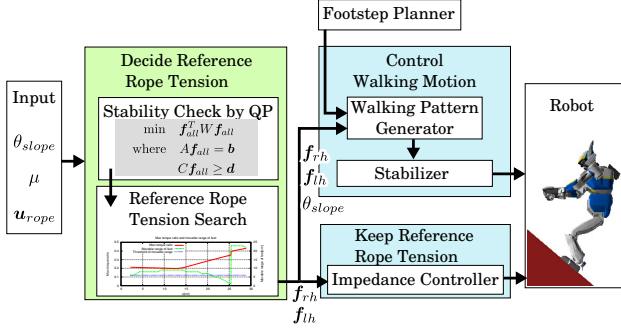 Footstep Planner
Input
θ_slope
μ
u_rope
Decide Reference
Rope Tension
Stability Check by QP
min f_all^T W f_all
where A f_all = b
C f_all ≥ d
Reference Rope
Tension Search
f_rh
f_lh
Control
Walking Motion
Walking Pattern
Generator
Stabilizer
f_rh
f_lh
θ_slope
Keep Reference
Rope Tension
Impedance Controller
Robot